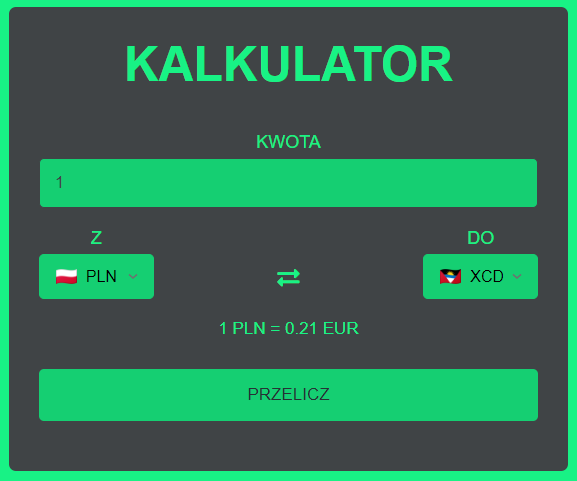 KALKULATOR
KWOTA
1
Z DO
PLN XCD
1 PLN = 0.21 EUR
PRZELICZ